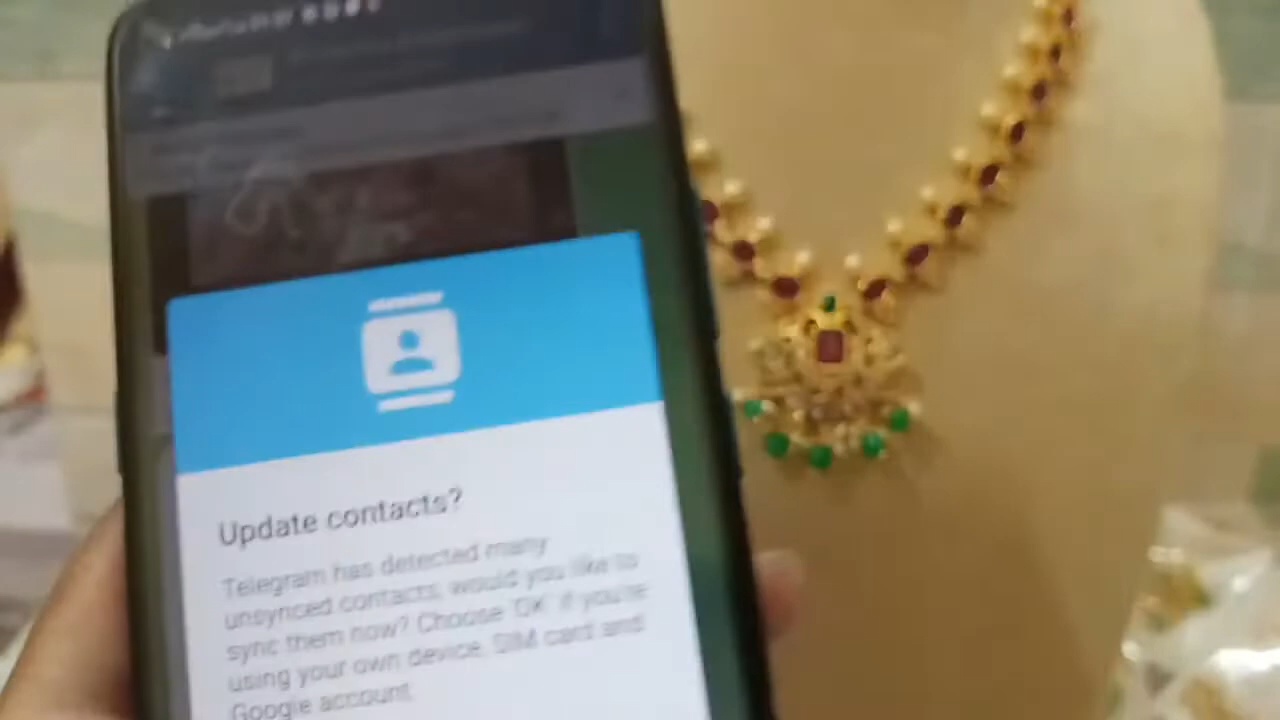 Update contacts?
Telegram has detected many
unsynced contacts, would you like to
sync them now? Choose 'OK' if you're
using your own device, SIM card and
Google account.